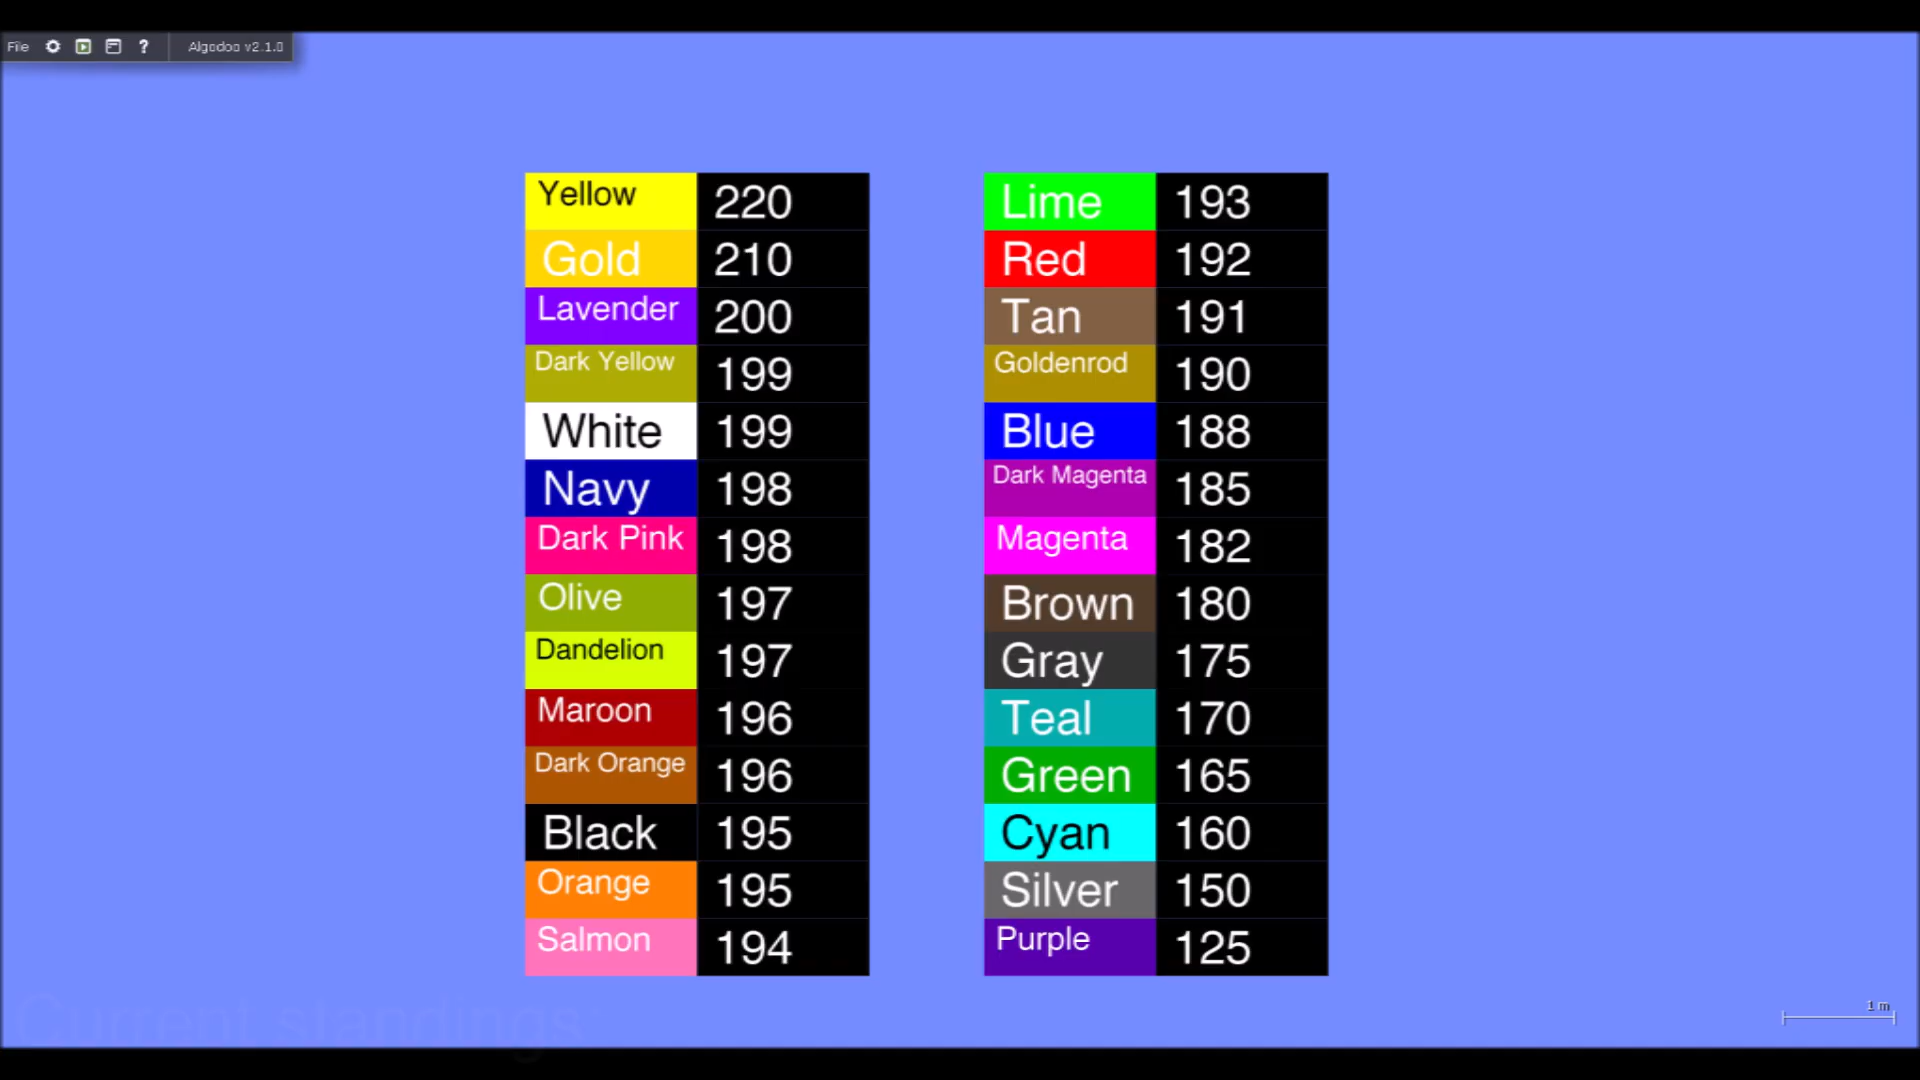 File ? Algodoo v2.1.0
Yellow 220
Gold 210
Lavender 200
Dark Yellow 199
White 199
Navy 198
Dark Pink 198
Olive 197
Dandelion 197
Maroon 196
Dark Orange 196
Black 195
Orange 195
Salmon 194
Lime 193
Red 192
Tan 191
Goldenrod 190
Blue 188
Dark Magenta 185
Magenta 182
Brown 180
Gray 175
Teal 170
Green 165
Cyan 160
Silver 150
Purple 125
Current standings
1 m